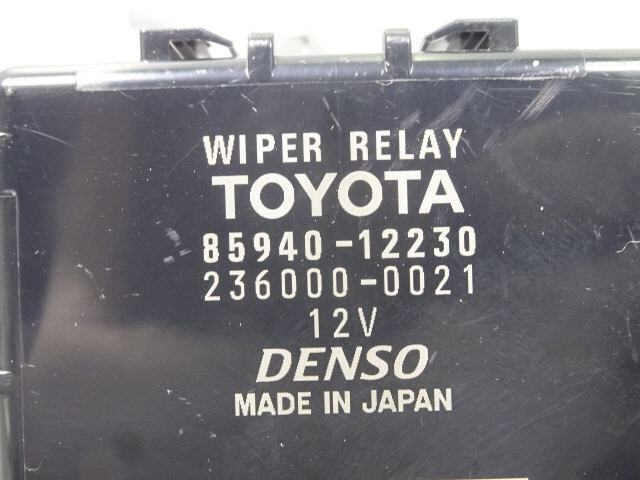 WIPER RELAY
TOYOTA
85940-12230
236000-0021
12V
DENSO
MADE IN JAPAN